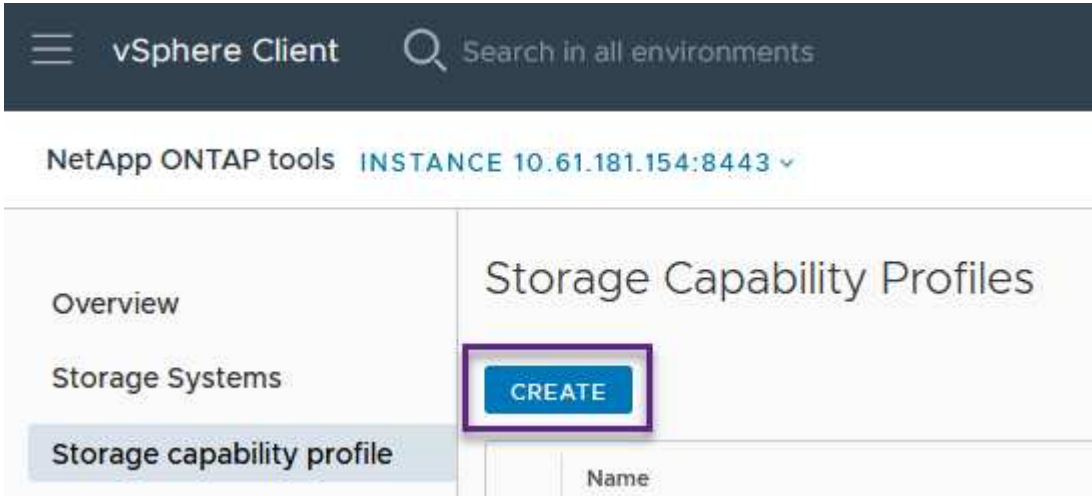 vSphere Client
Search in all environments
NetApp ONTAP tools INSTANCE 10.61.181.154:8443
Overview
Storage Systems
Storage capability profile
Storage Capability Profiles
CREATE
Name